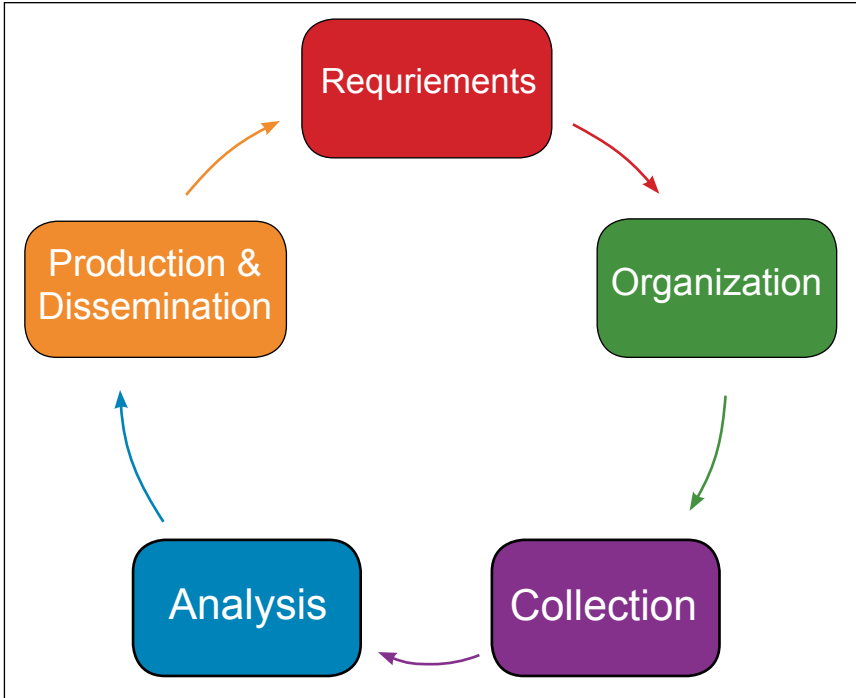 Requriements
Organization
Collection
Analysis
Production &
Dissemination